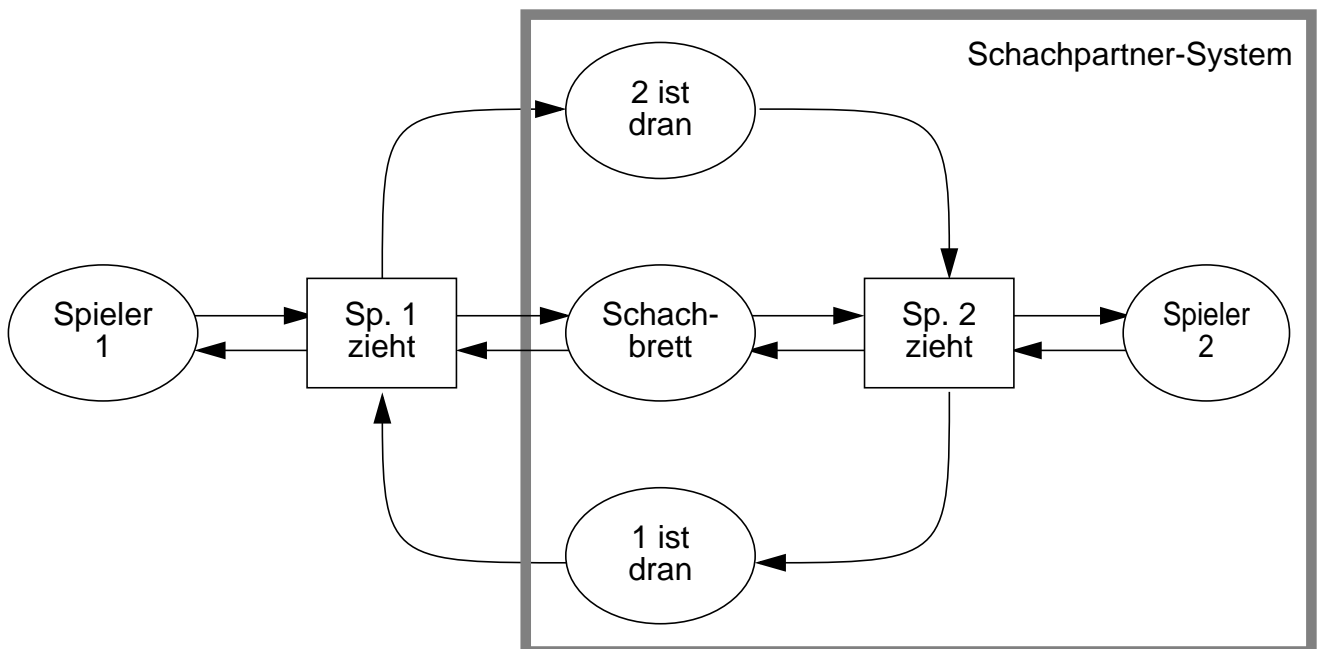 Schachpartner-System
2 ist
dran
Spieler
1
Sp. 1
zieht
Schach-
brett
Sp. 2
zieht
Spieler
2
1 ist
dran